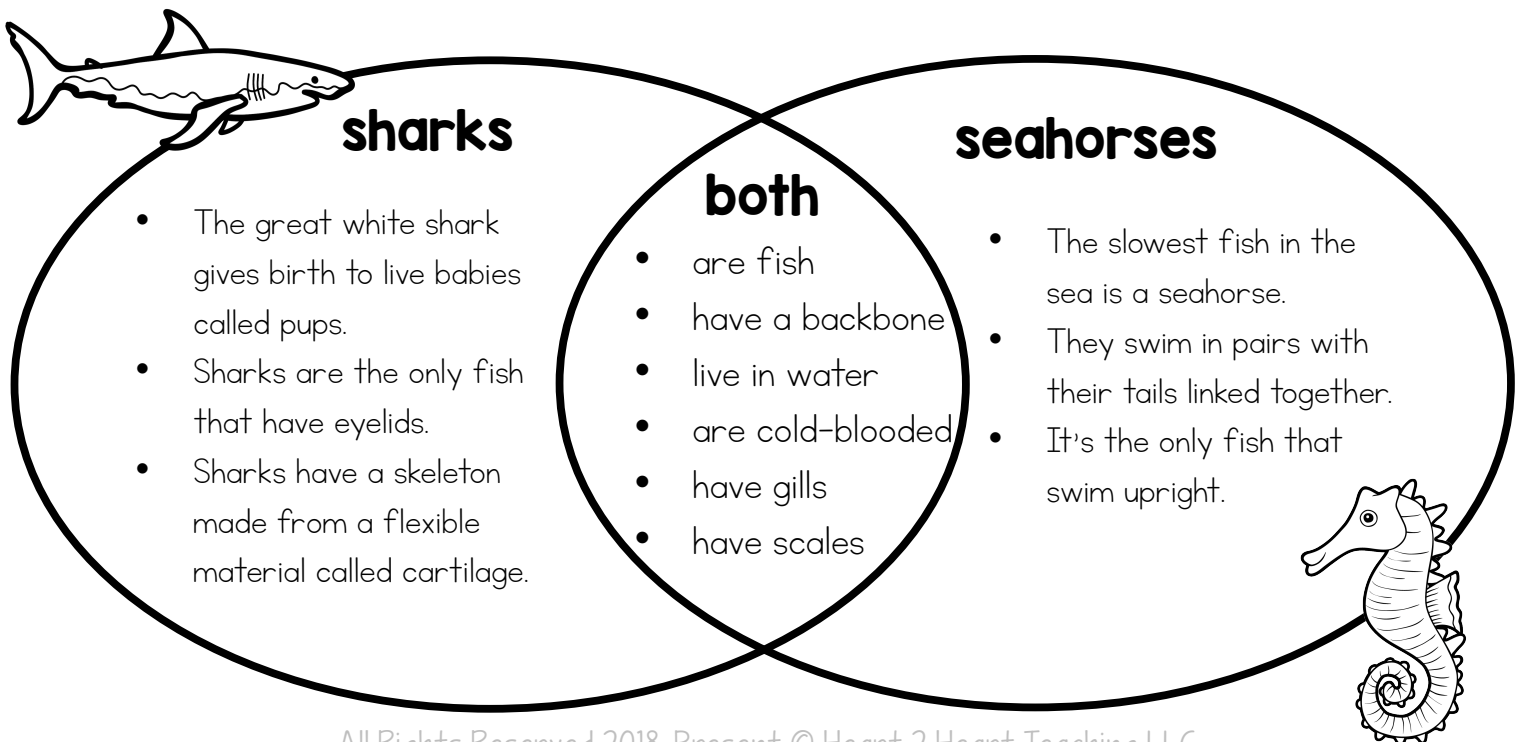 sharks
• The great white shark
gives birth to live babies
called pups.
• Sharks are the only fish
that have eyelids.
• Sharks have a skeleton
made from a flexible
material called cartilage.
both
• are fish
• have a backbone
• live in water
• are cold-blooded
• have gills
• have scales
seahorses
• The slowest fish in the
sea is a seahorse.
• They swim in pairs with
their tails linked together.
• It's the only fish that
swim upright.
All Rights Reserved 2018-Present © Heart 2 Heart Teaching LLC